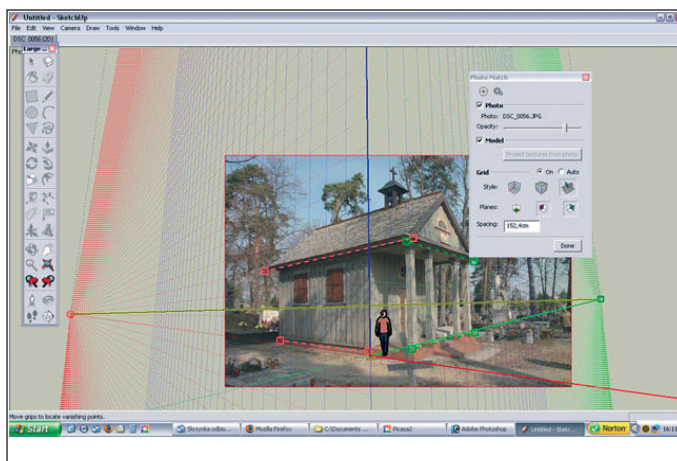 Untitled - SketchUp
File Edit View Camera Draw Tools Window Help
DSC_0056 (2D)
Large ...
Photo Match
Photo
Photo: DSC_0056.JPG
Opacity:
Model
Project textures from photo
Grid On Auto
Style:
Planes:
Spacing: 152,4cm
Done
Move grips to locate vanishing points.
Start Skrzynka odbio... Mozilla Firefox C:\Documents ... Picasa2 Adobe Photoshop Untitled - Sketc... Norton 16:11